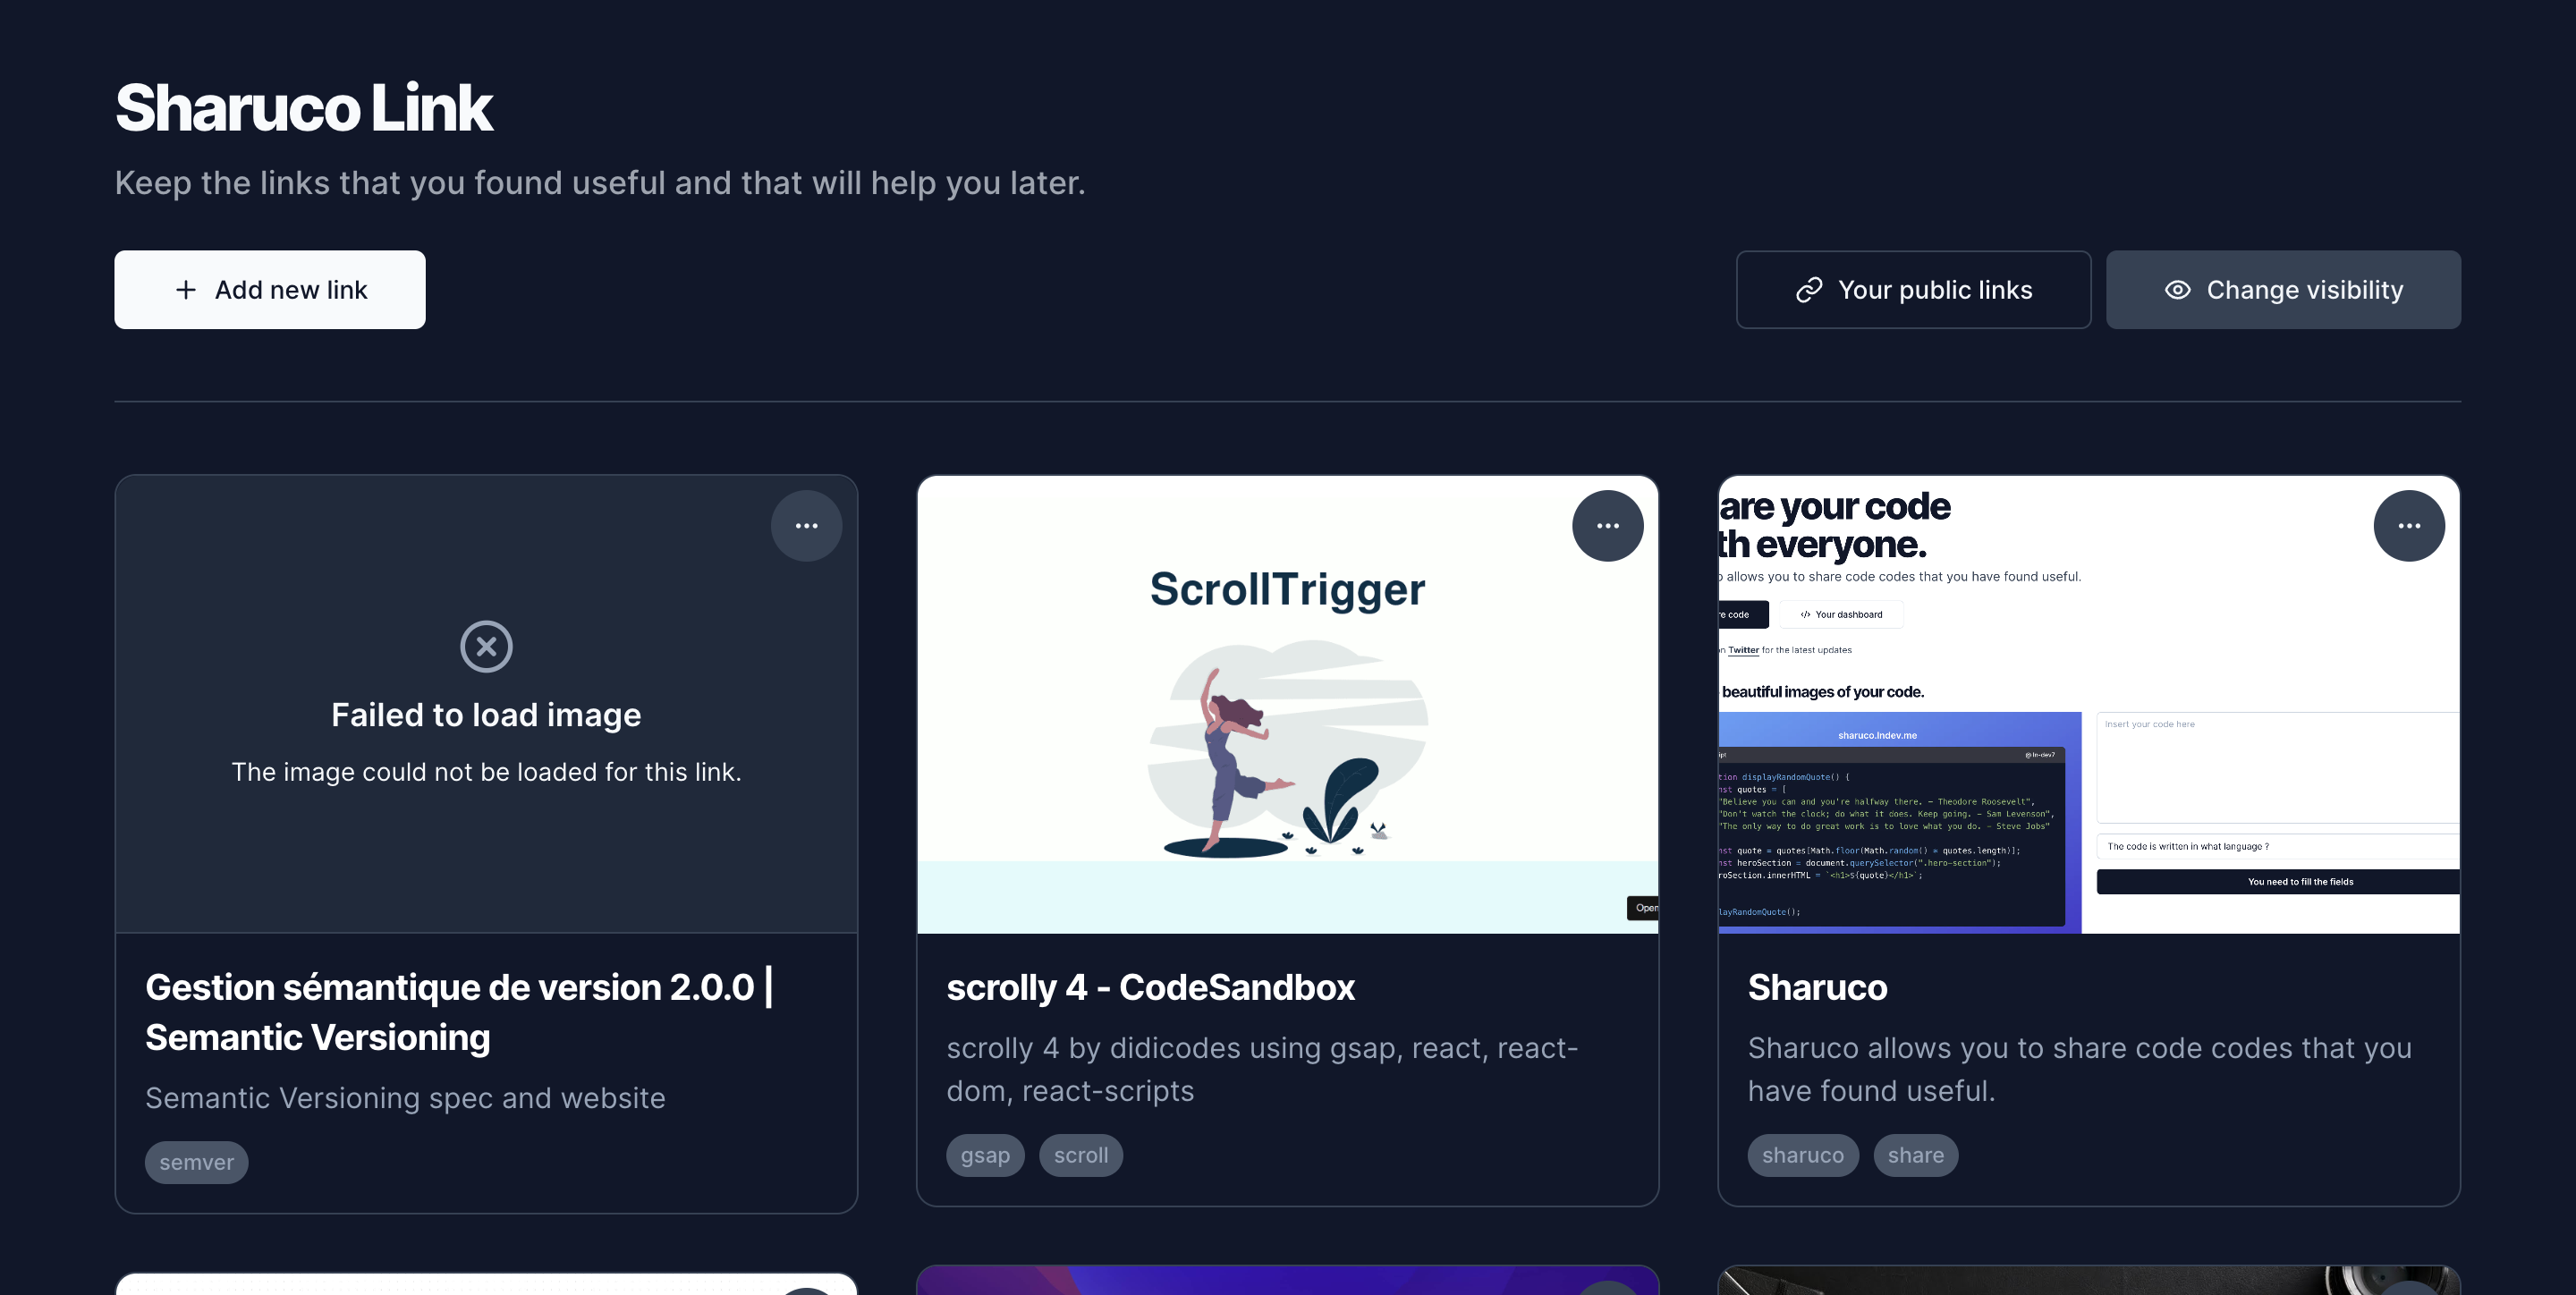 Sharuco Link
Keep the links that you found useful and that will help you later.
Add new link
Your public links
Change visibility
Failed to load image
The image could not be loaded for this link.
Gestion sémantique de version 2.0.0 |
Semantic Versioning
Semantic Versioning spec and website
semver
ScrollTrigger
Open
scrolly 4 - CodeSandbox
scrolly 4 by didicodes using gsap, react, react-
dom, react-scripts
gsap
scroll
are your code
th everyone.
allows you to share code codes that you have found useful.
re code
</> Your dashboard
on Twitter for the latest updates
beautiful images of your code.
sharuco.lndev.me
ipt
@ln-dev7
tion displayRandomQuote() {
nst quotes = [
"Believe you can and you're halfway there. - Theodore Roosevelt",
"Don't watch the clock; do what it does. Keep going. - Sam Levenson",
"The only way to do great work is to love what you do. - Steve Jobs"
nst quote = quotes[Math.floor(Math.random() * quotes.length)];
nst heroSection = document.querySelector(".hero-section");
roSection.innerHTML = `<h1>${quote}</h1>`;
layRandomQuote();
Insert your code here
The code is written in what language ?
You need to fill the fields
Sharuco
Sharuco allows you to share code codes that you
have found useful.
sharuco
share